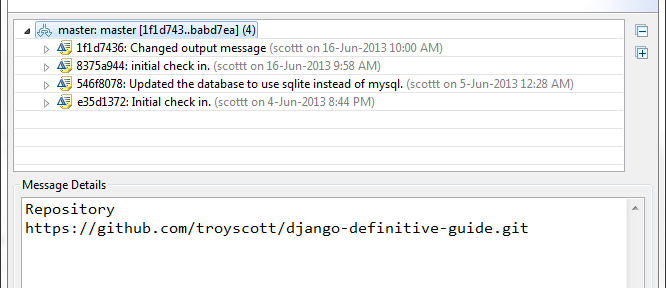 master: master [1f1d743..babd7ea] (4)
1f1d7436: Changed output message (scottt on 16-Jun-2013 10:00 AM)
8375a944: initial check in. (scottt on 16-Jun-2013 9:58 AM)
546f8078: Updated the database to use sqlite instead of mysql. (scottt on 5-Jun-2013 12:28 AM)
e35d1372: Initial check in. (scottt on 4-Jun-2013 8:44 PM)
Message Details
Repository
https://github.com/troyscott/django-definitive-guide.git